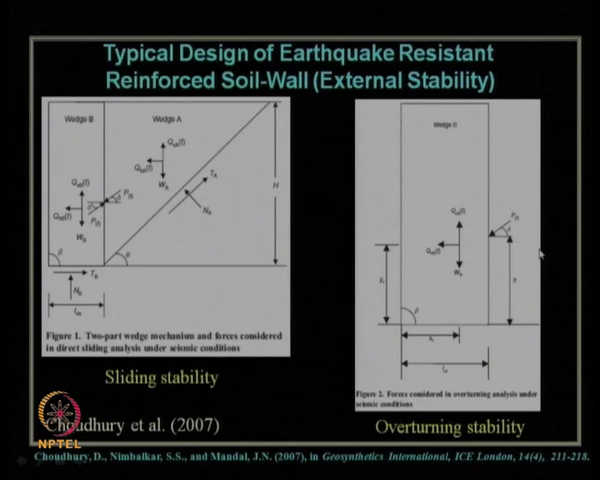 Typical Design of Earthquake Resistant
Reinforced Soil-Wall (External Stability)
Wedge B
Wedge A
H
Figure 1. Two-part wedge mechanism and forces considered
in direct sliding analysis under seismic conditions
Figure 2. Forces considered in overturning analysis under
seismic conditions
Sliding stability
Overturning stability
Choudhury et al. (2007)
NPTEL
Choudhury, D., Nimbalkar, S.S., and Mandal, J.N. (2007), in Geosynthetics International, ICE London, 14(4), 211-218.